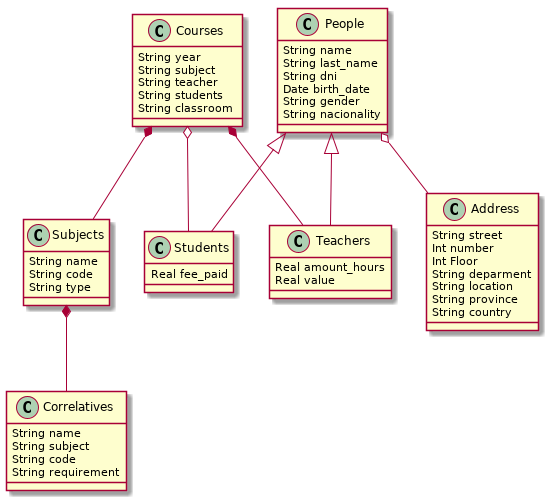 C Courses
String year
String subject
String teacher
String students
String classroom
C People
String name
String last_name
String dni
Date birth_date
String gender
String nacionality
C Subjects
String name
String code
String type
C Students
Real fee_paid
C Teachers
Real amount_hours
Real value
C Address
String street
Int number
Int Floor
String deparment
String location
String province
String country
C Correlatives
String name
String subject
String code
String requirement